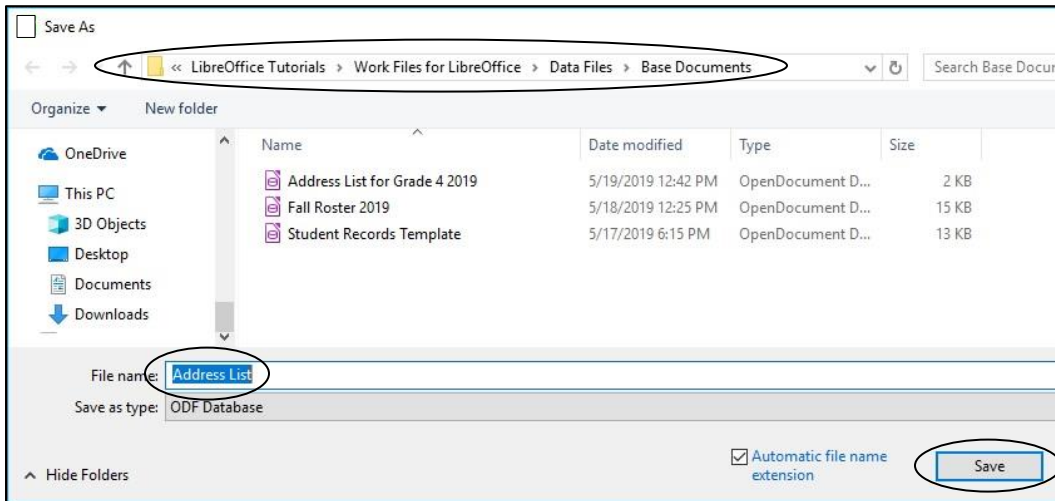 Save As
« LibreOffice Tutorials › Work Files for LibreOffice › Data Files › Base Documents
Search Base Docur
Organize New folder
Name Date modified Type Size
OneDrive
This PC
3D Objects
Desktop
Documents
Downloads
Address List for Grade 4 2019 5/19/2019 12:42 PM OpenDocument D... 2 KB
Fall Roster 2019 5/18/2019 12:25 PM OpenDocument D... 15 KB
Student Records Template 5/17/2019 6:15 PM OpenDocument D... 13 KB
File name: Address List
Save as type: ODF Database
Automatic file name
extension
Save
Hide Folders